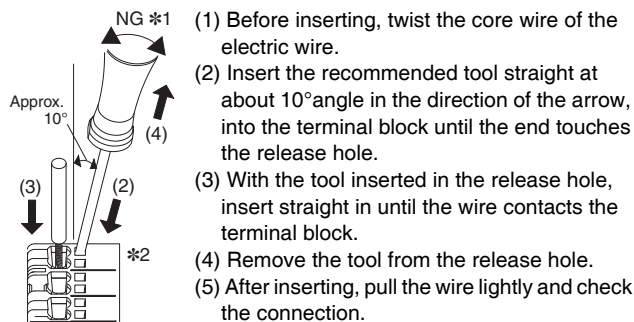 NG *1
Approx.
10°
(4)
(3)
(2)
*2
(1) Before inserting, twist the core wire of the
electric wire.
(2) Insert the recommended tool straight at
about 10°angle in the direction of the arrow,
into the terminal block until the end touches
the release hole.
(3) With the tool inserted in the release hole,
insert straight in until the wire contacts the
terminal block.
(4) Remove the tool from the release hole.
(5) After inserting, pull the wire lightly and check
the connection.